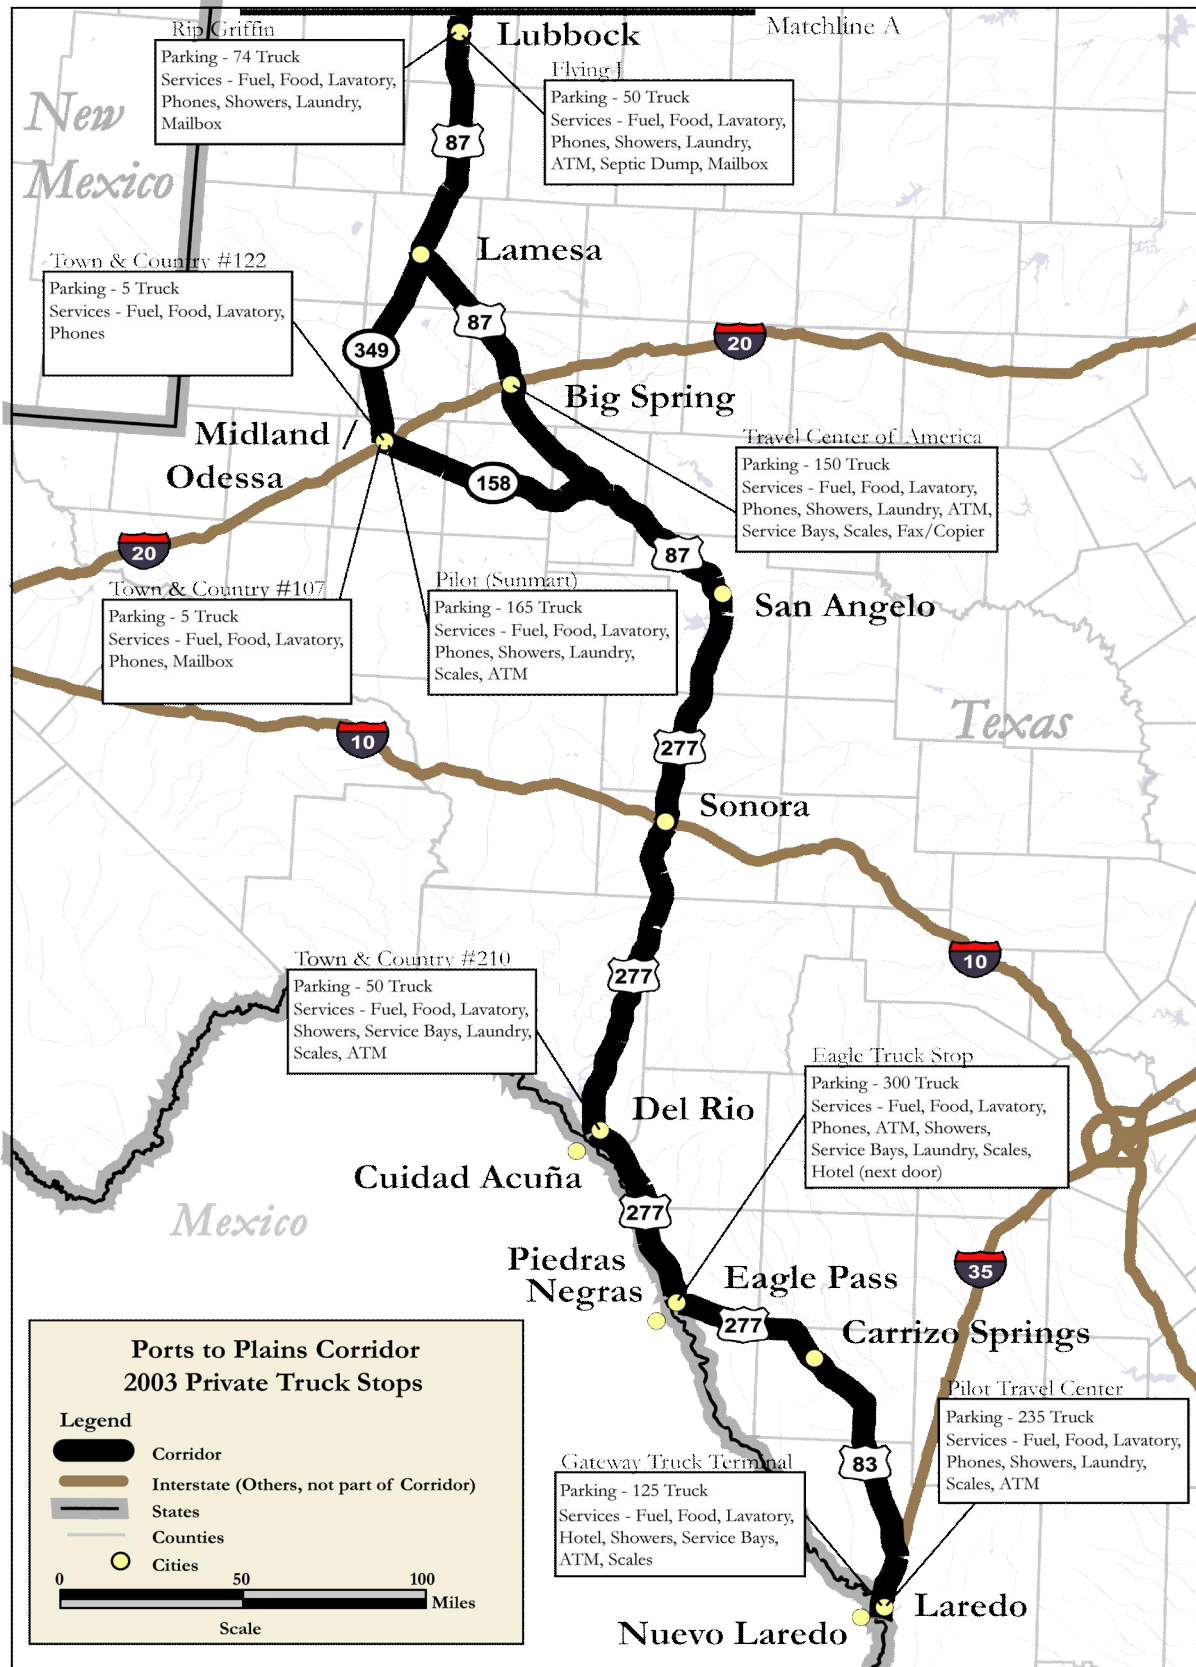 Matchline A
Rip Griffin
Parking - 74 Truck
Services - Fuel, Food, Lavatory,
Phones, Showers, Laundry,
Mailbox
Lubbock
Flying J
Parking - 50 Truck
Services - Fuel, Food, Lavatory,
Phones, Showers, Laundry,
ATM, Septic Dump, Mailbox
New
Mexico
87
Lamesa
Town & Country #122
Parking - 5 Truck
Services - Fuel, Food, Lavatory,
Phones
87
349
20
Big Spring
Midland /
Odessa
Travel Center of America
Parking - 150 Truck
Services - Fuel, Food, Lavatory,
Phones, Showers, Laundry, ATM,
Service Bays, Scales, Fax/Copier
158
20
87
San Angelo
Town & Country #107
Parking - 5 Truck
Services - Fuel, Food, Lavatory,
Phones, Mailbox
Pilot (Sunmart)
Parking - 165 Truck
Services - Fuel, Food, Lavatory,
Phones, Showers, Laundry,
Scales, ATM
Texas
10
277
Sonora
10
277
Town & Country #210
Parking - 50 Truck
Services - Fuel, Food, Lavatory,
Showers, Service Bays, Laundry,
Scales, ATM
Eagle Truck Stop
Parking - 300 Truck
Services - Fuel, Food, Lavatory,
Phones, ATM, Showers,
Service Bays, Laundry, Scales,
Hotel (next door)
Del Rio
Cuidad Acuña
Mexico
277
Piedras
Negras
Eagle Pass
35
277
Carrizo Springs
Pilot Travel Center
Parking - 235 Truck
Services - Fuel, Food, Lavatory,
Phones, Showers, Laundry,
Scales, ATM
83
Gateway Truck Terminal
Parking - 125 Truck
Services - Fuel, Food, Lavatory,
Hotel, Showers, Service Bays,
ATM, Scales
Laredo
Nuevo Laredo
Ports to Plains Corridor
2003 Private Truck Stops
Legend
Corridor
Interstate (Others, not part of Corridor)
States
Counties
Cities
0 50 100
Miles
Scale